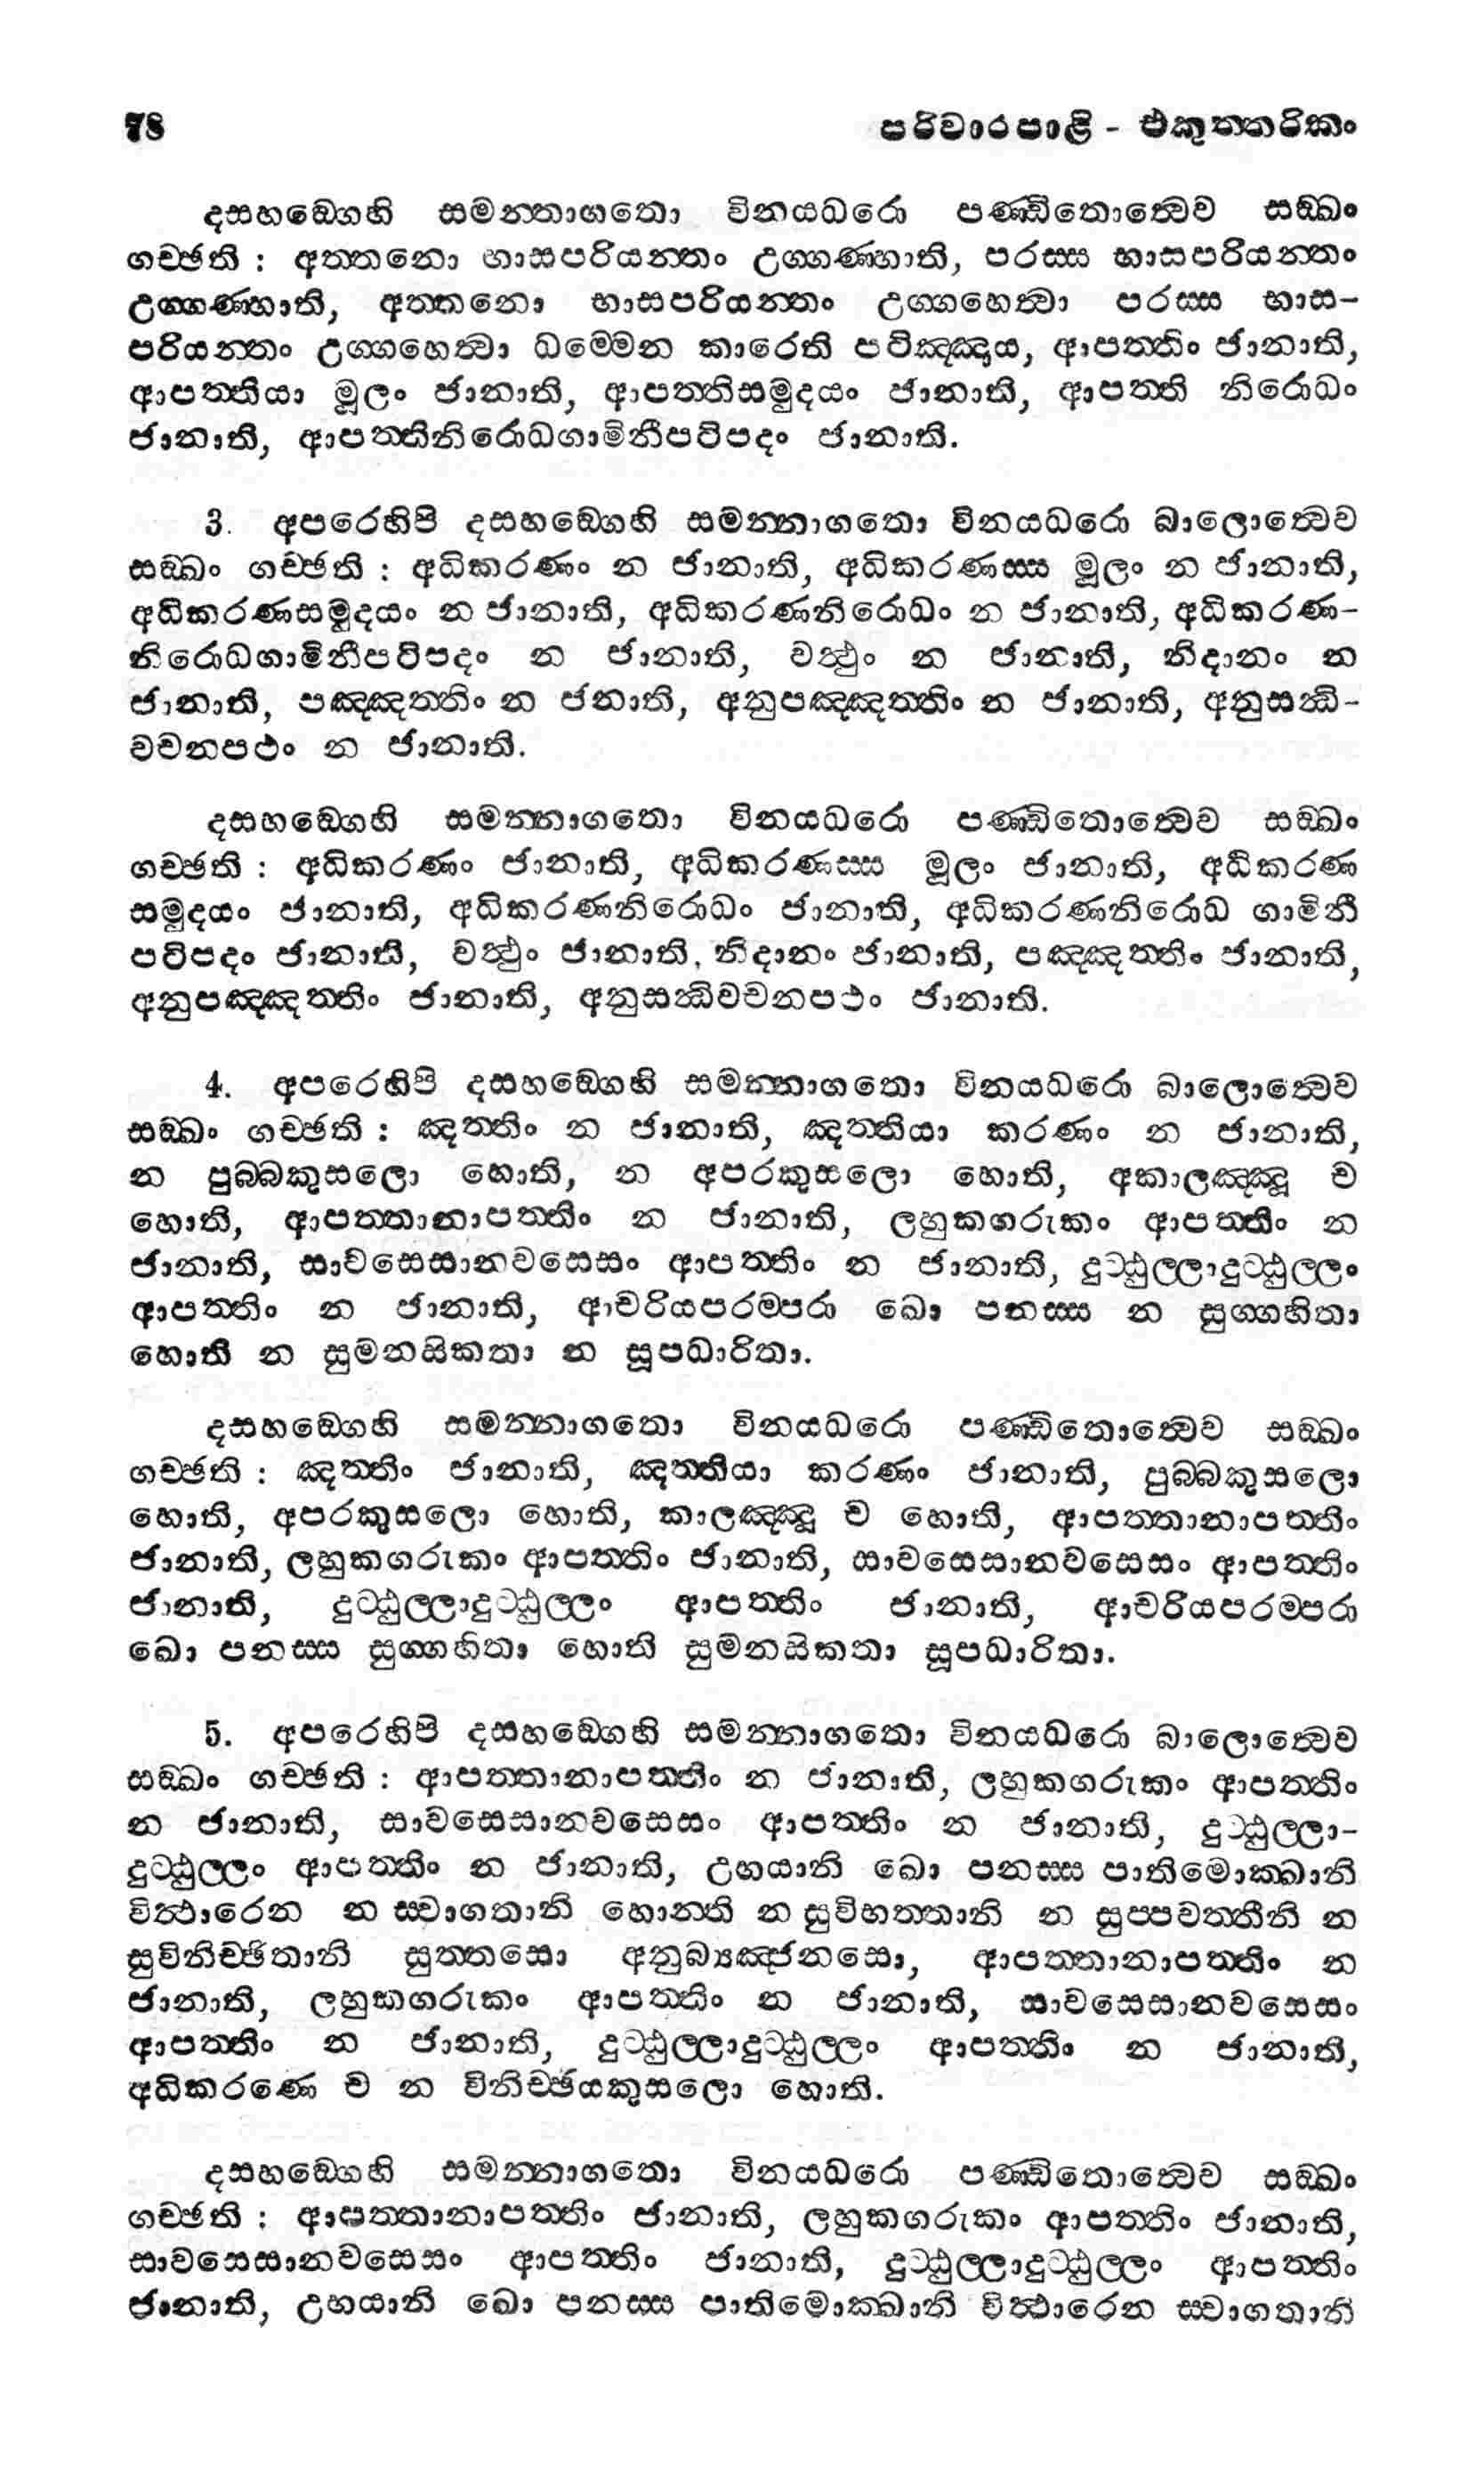 78 පරිවාරපාළි - එකුත්තරිකං
දසහඞ්ගෙහි සමන්නාගතො විනයධරො පණ්ඩිතොත්වෙව සඞ්ඛං
ගච්ඡති : අත්තනො භාසපරියන්තං උග්ගණ්හාති, පරස්ස භාසපරියන්තං
උග්ගණ්හාති, අත්තනො භාසපරියන්තං උග්ගහෙත්වා පරස්ස භාස-
පරියන්තං උග්ගහෙත්වා ධම්මෙන කාරෙති පටිඤ්ඤාය, ආපත්තිං ජානාති,
ආපත්තියා මූලං ජානාති, ආපත්තිසමුදයං ජානාති, ආපත්ති නිරොධං
ජානාති, ආපත්තිනිරොධගාමිනීපටිපදං ජානාති.
3. අපරෙහිපි දසහඞ්ගෙහි සමන්නාගතො විනයධරො බාලොත්වෙව
සඞ්ඛං ගච්ඡති : අධිකරණං න ජානාති, අධිකරණස්ස මූලං න ජානාති,
අධිකරණසමුදයං න ජානාති, අධිකරණනිරොධං න ජානාති, අධිකරණ-
නිරොධගාමිනීපටිපදං න ජානාති, වත්ථුං න ජානාති, නිදානං න
ජානාති, පඤ්ඤත්තිං න ජනාති, අනුපඤ්ඤත්තිං න ජානාති, අනුසන්ධි-
වචනපථං න ජානාති.
දසහඞ්ගෙහි සමන්නාගතො විනයධරො පණ්ඩිතොත්වෙව සඞ්ඛං
ගච්ඡති : අධිකරණං ජානාති, අධිකරණස්ස මූලං ජානාති, අධිකරණ
සමුදයං ජානාති, අධිකරණනිරොධං ජානාති, අධිකරණනිරොධ ගාමිනී
පටිපදං ජානාති, වත්ථුං ජානාති, නිදානං ජානාති, පඤ්ඤත්තිං ජානාති,
අනුපඤ්ඤත්තිං ජානාති, අනුසන්ධිවචනපථං ජානාති.
4. අපරෙහිපි දසහඞ්ගෙහි සමන්නාගතො විනයධරො බාලොත්වෙව
සඞ්ඛං ගච්ඡති : ඤත්තිං න ජානාති, ඤත්තියා කරණං න ජානාති,
න පුබ්බකුසලො හොති, න අපරකුසලො හොති, අකාලඤ්ඤූ ච
හොති, ආපත්තානාපත්තිං න ජානාති, ලහුකගරුකං ආපත්තිං න
ජානාති, සාවසෙසානවසෙසං ආපත්තිං න ජානාති, දුට්ඨුල්ලාදුට්ඨුල්ලං
ආපත්තිං න ජානාති, ආචරියපරම්පරා ඛො පනස්ස න සුග්ගහිතා
හොති න සුමනසිකතා න සූපධාරිතා.
දසහඞ්ගෙහි සමන්නාගතො විනයධරො පණ්ඩිතොත්වෙව සඞ්ඛං
ගච්ඡති : ඤත්තිං ජානාති, ඤත්තියා කරණං ජානාති, පුබ්බකුසලො
හොති, අපරකුසලො හොති, කාලඤ්ඤූ ච හොති, ආපත්තානාපත්තිං
ජානාති, ලහුකගරුකං ආපත්තිං ජානාති, සාවසෙසානවසෙසං ආපත්තිං
ජානාති, දුට්ඨුල්ලාදුට්ඨුල්ලං ආපත්තිං ජානාති, ආචරියපරම්පරා
ඛො පනස්ස සුග්ගහිතා හොති සුමනසිකතා සූපධාරිතා.
5. අපරෙහිපි දසහඞ්ගෙහි සමන්නාගතො විනයධරො බාලොත්වෙව
සඞ්ඛං ගච්ඡති : ආපත්තානාපත්තිං න ජානාති, ලහුකගරුකං ආපත්තිං
න ජානාති, සාවසෙසානවසෙසං ආපත්තිං න ජානාති, දුට්ඨුල්ලා-
දුට්ඨුල්ලං ආපත්තිං න ජානාති, උභයානි ඛො පනස්ස පාතිමොක්ඛානි
විත්ථාරෙන න ස්වාගතානි හොන්ති න සුවිභත්තානි න සුප්පවත්තීනි න
සුවිනිච්ඡිතානි සුත්තසො අනුබ්‍යඤ්ජනසො, ආපත්තානාපත්තිං න
ජානාති, ලහුකගරුකං ආපත්තිං න ජානාති, සාවසෙසානවසෙසං
ආපත්තිං න ජානාති, දුට්ඨුල්ලාදුට්ඨුල්ලං ආපත්තිං න ජානාති,
අධිකරණෙ ච න විනිච්ඡයකුසලො හොති.
දසහඞ්ගෙහි සමන්නාගතො විනයධරො පණ්ඩිතොත්වෙව සඞ්ඛං
ගච්ඡති : ආපත්තානාපත්තිං ජානාති, ලහුකගරුකං ආපත්තිං ජානාති,
සාවසෙසානවසෙසං ආපත්තිං ජානාති, දුට්ඨුල්ලාදුට්ඨුල්ලං ආපත්තිං
ජානාති, උභයානි ඛො පනස්ස පාතිමොක්ඛානි විත්ථාරෙන ස්වාගතානි